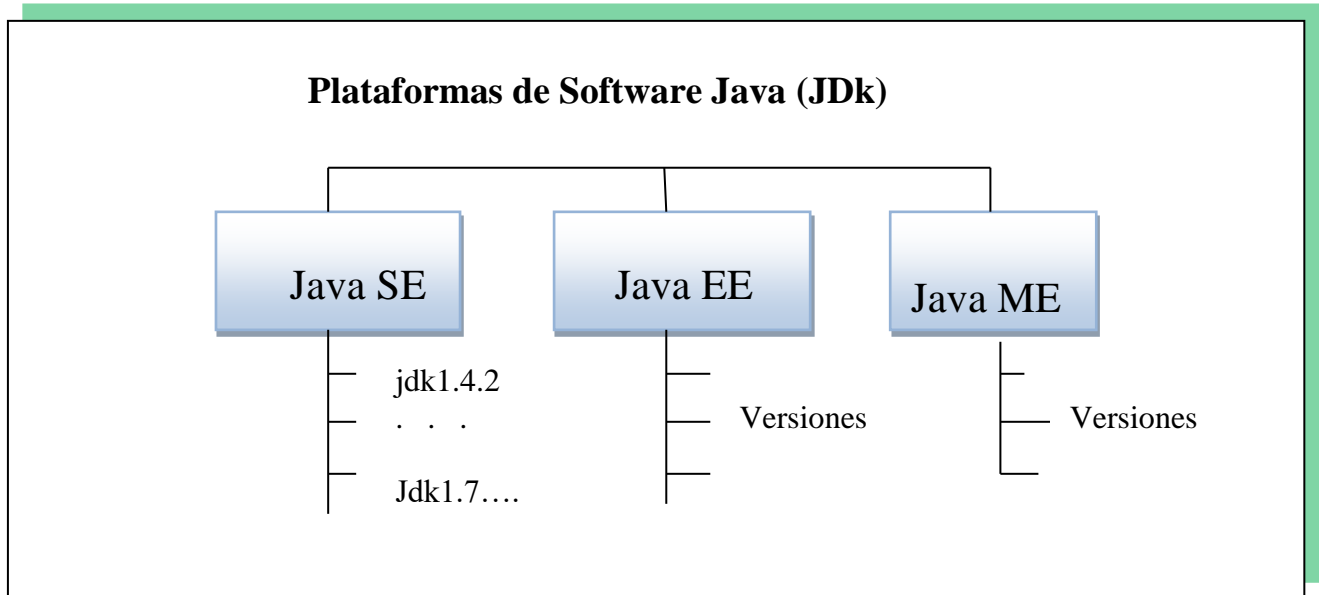 Plataformas de Software Java (JDk)
Java SE
Java EE
Java ME
jdk1.4.2
. . .
Jdk1.7….
Versiones
Versiones